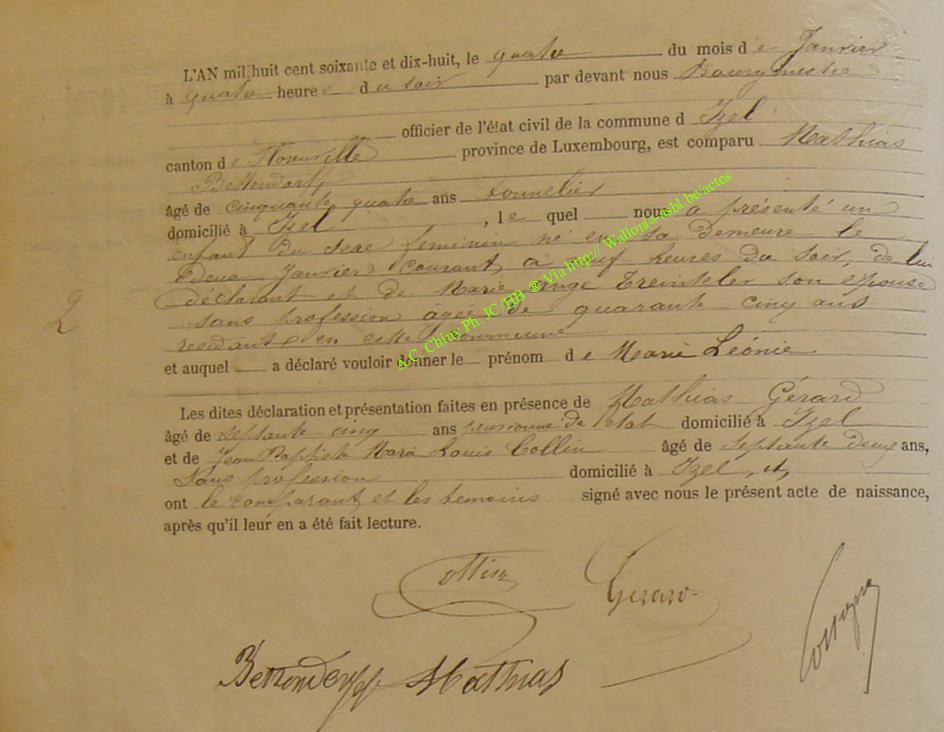 L'AN mil huit cent soixante et dix-huit, le quatre du mois de Janvier
à quatre heures du soir par devant nous Bourgmestre
officier de l'état civil de la commune d Izel
canton de Florenville province de Luxembourg, est comparu Mathias
Bettendorff
âgé de cinquante quatre ans tonnelier
domicilié à Izel, le quel nous a présenté un
enfant du sexe féminin né en sa demeure le
deux Janvier courant, à neuf heures du soir, de lui
déclarant et de Marie Ange Treinteler son épouse
sans profession âgée de quarante cinq ans
2
residant en cette commune
et auquel a déclaré vouloir donner le prénom de Marie Léonie
Les dites déclaration et présentation faites en présence de Mathias Gérard
âgé de septante cinq ans pensionné de l'etat domicilié à Izel
et de Jean Baptiste Marie Louis Collin âgé de septante deux ans,
sans profession domicilié à Izel, et,
ont le comparant et les temoins signé avec nous le présent acte de naissance,
après qu'il leur en a été fait lecture.
Collin Gerard
Bettendorff Mathias
A.C. Chiny Ph. JC/HB ®Via http:// Wallonia-asbl.be/actes